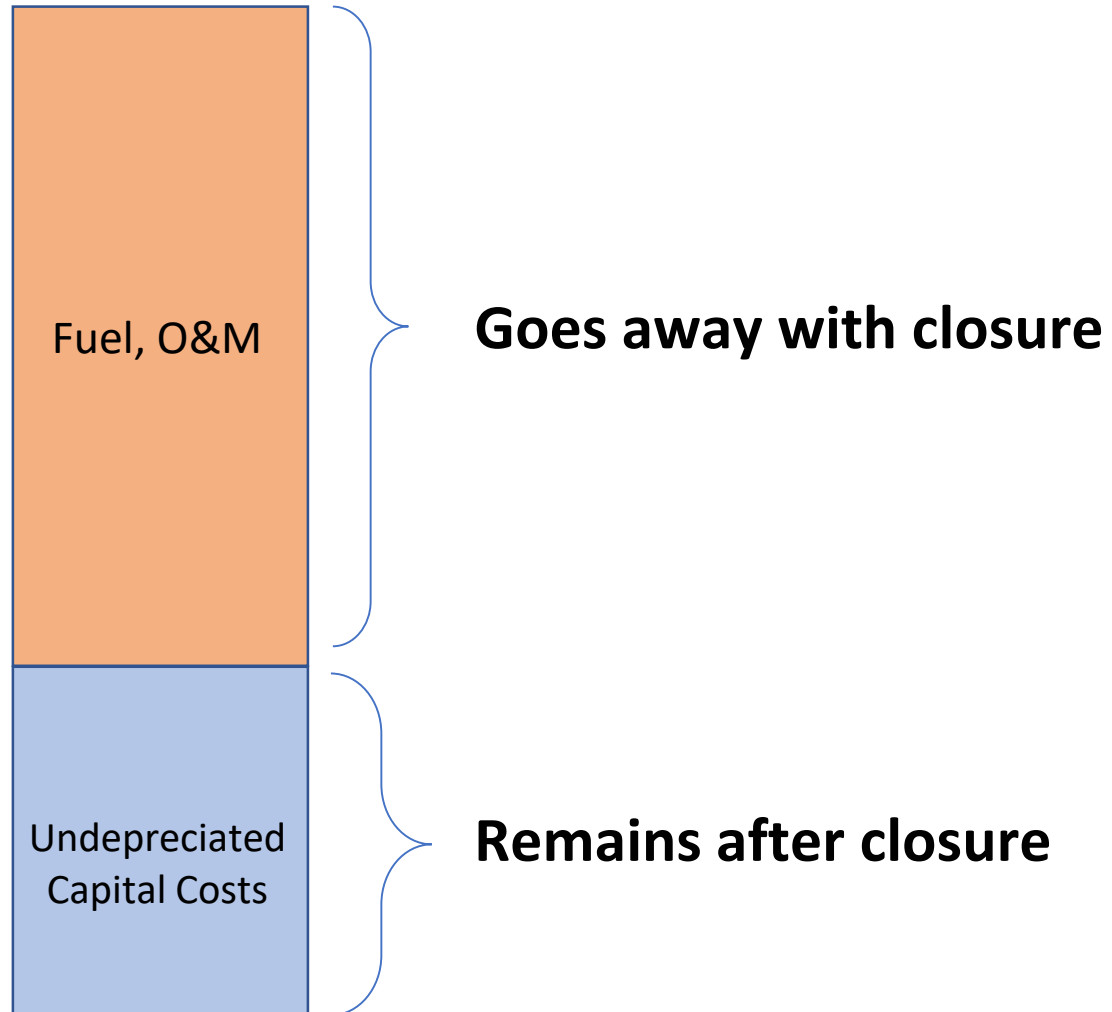 Fuel, O&M
Goes away with closure
Undepreciated
Capital Costs
Remains after closure